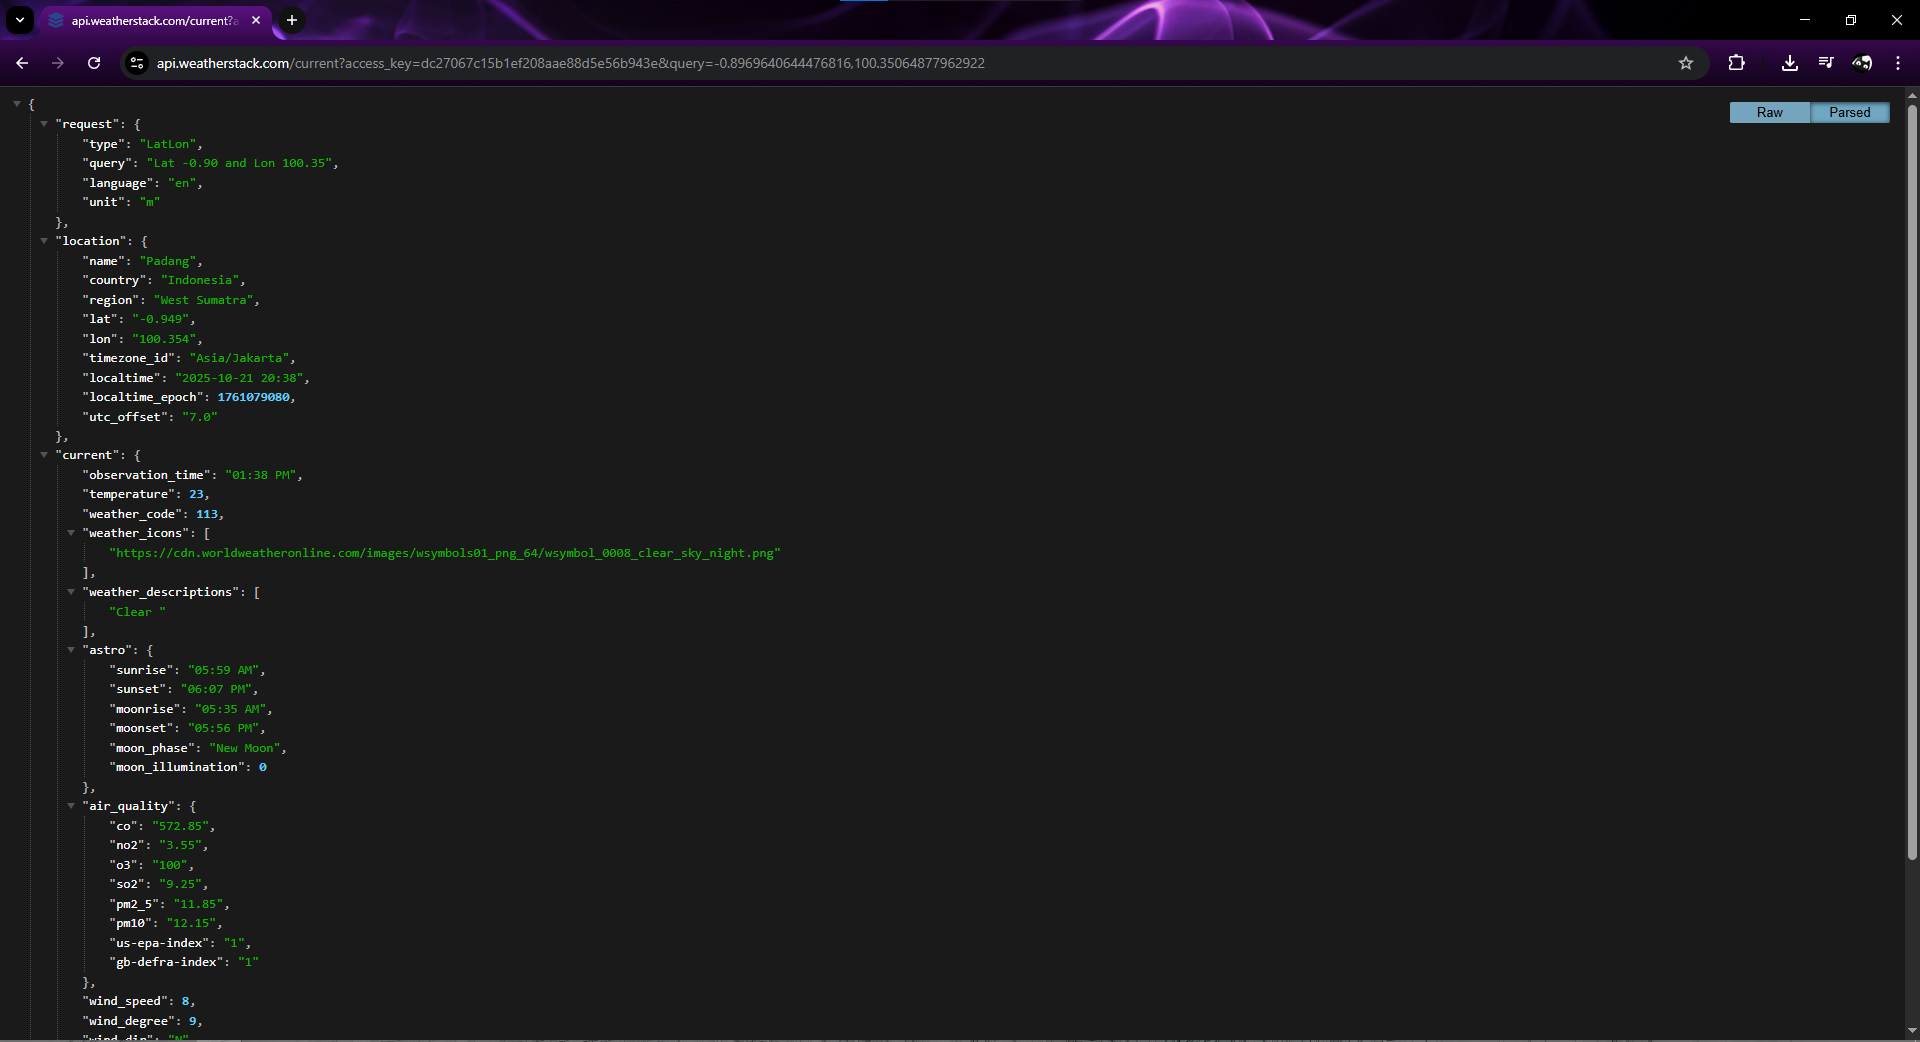 api.weatherstack.com/current?a
api.weatherstack.com/current?access_key=dc27067c15b1ef208aae88d5e56b943e&query=-0.8969640644476816,100.35064877962922
Raw Parsed
{
"request": {
"type": "LatLon",
"query": "Lat -0.90 and Lon 100.35",
"language": "en",
"unit": "m"
},
"location": {
"name": "Padang",
"country": "Indonesia",
"region": "West Sumatra",
"lat": "-0.949",
"lon": "100.354",
"timezone_id": "Asia/Jakarta",
"localtime": "2025-10-21 20:38",
"localtime_epoch": 1761079080,
"utc_offset": "7.0"
},
"current": {
"observation_time": "01:38 PM",
"temperature": 23,
"weather_code": 113,
"weather_icons": [
"https://cdn.worldweatheronline.com/images/wsymbols01_png_64/wsymbol_0008_clear_sky_night.png"
],
"weather_descriptions": [
"Clear "
],
"astro": {
"sunrise": "05:59 AM",
"sunset": "06:07 PM",
"moonrise": "05:35 AM",
"moonset": "05:56 PM",
"moon_phase": "New Moon",
"moon_illumination": 0
},
"air_quality": {
"co": "572.85",
"no2": "3.55",
"o3": "100",
"so2": "9.25",
"pm2_5": "11.85",
"pm10": "12.15",
"us-epa-index": "1",
"gb-defra-index": "1"
},
"wind_speed": 8,
"wind_degree": 9,
"wind_dir": "N"